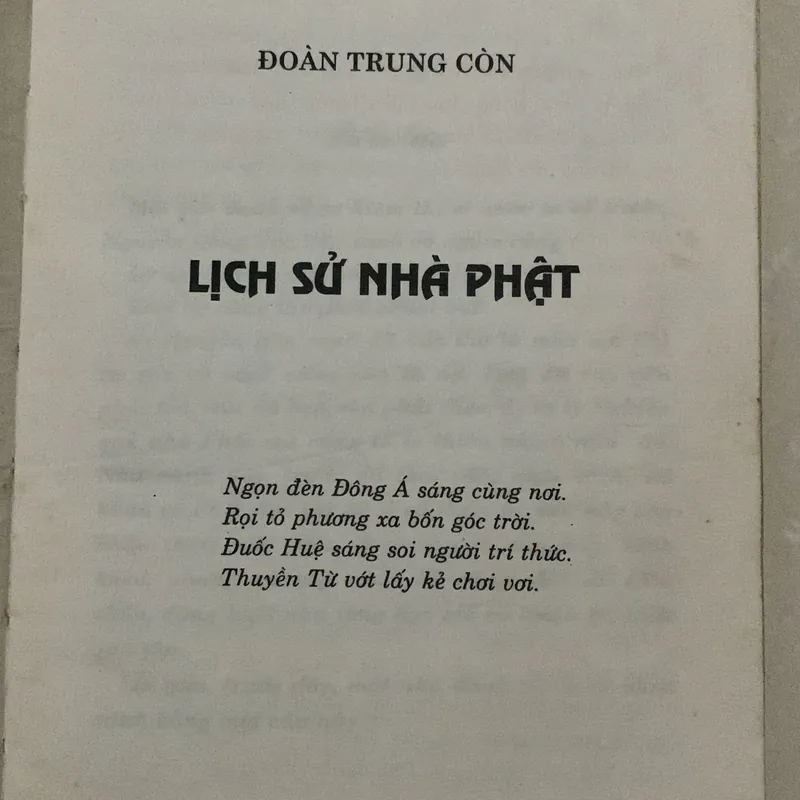 ĐOÀN TRUNG CÒN
LỊCH SỬ NHÀ PHẬT
Ngọn đèn Đông Á sáng cùng nơi.
Rọi tỏ phương xa bốn góc trời.
Đuốc Huệ sáng soi người trí thức.
Thuyền Từ vớt lấy kẻ chơi vơi.